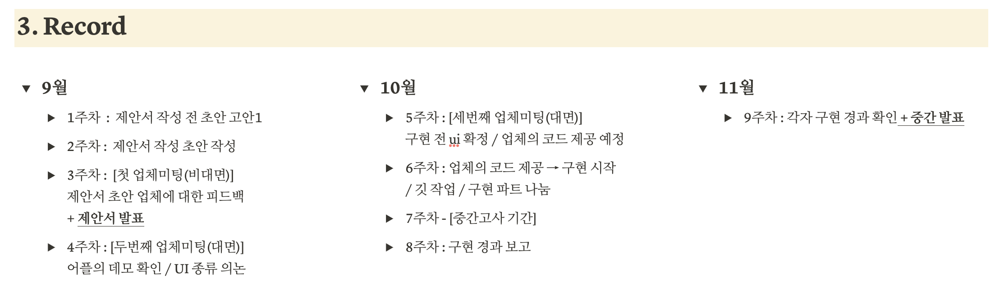 3. Record
9월
1주차 : 제안서 작성 전 초안 고안1
2주차 : 제안서 작성 초안 작성
3주차 : [첫 업체미팅(비대면)]
제안서 초안 업체에 대한 피드백
+ 제안서 발표
4주차 : [두번째 업체미팅(대면)]
어플의 데모 확인 / UI 종류 의논
10월
5주차 : [세번째 업체미팅(대면)]
구현 전 ui 확정 / 업체의 코드 제공 예정
6주차 : 업체의 코드 제공 → 구현 시작
/ 깃 작업 / 구현 파트 나눔
7주차 - [중간고사 기간]
8주차 : 구현 경과 보고
11월
9주차 : 각자 구현 경과 확인 + 중간 발표